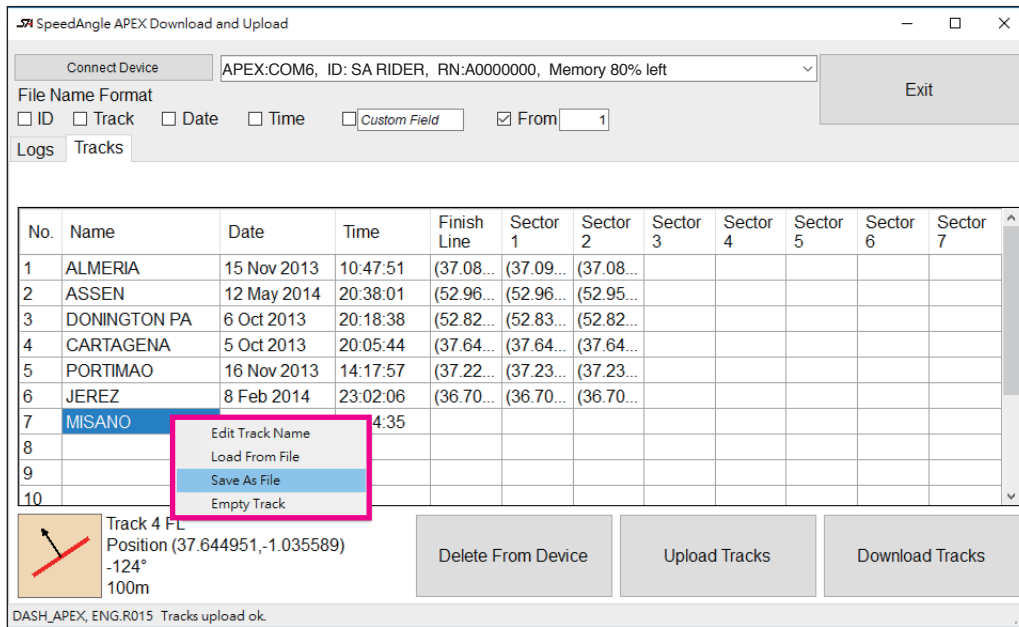 SA SpeedAngle APEX Download and Upload
Connect Device APEX:COM6, ID: SA RIDER, RN:A0000000, Memory 80% left
Exit
File Name Format
ID Track Date Time Custom Field From 1
Logs Tracks
No. Name Date Time Finish Line Sector 1 Sector 2 Sector 3 Sector 4 Sector 5 Sector 6 Sector 7
1 ALMERIA 15 Nov 2013 10:47:51 (37.08... (37.09... (37.08...
2 ASSEN 12 May 2014 20:38:01 (52.96... (52.96... (52.95...
3 DONINGTON PA 6 Oct 2013 20:18:38 (52.82... (52.83... (52.82...
4 CARTAGENA 5 Oct 2013 20:05:44 (37.64... (37.64... (37.64...
5 PORTIMAO 16 Nov 2013 14:17:57 (37.22... (37.23... (37.23...
6 JEREZ 8 Feb 2014 23:02:06 (36.70... (36.70... (36.70...
7 MISANO 4:35
8
9
10
Edit Track Name
Load From File
Save As File
Empty Track
Track 4 FL
Position (37.644951,-1.035589)
-124°
100m
Delete From Device Upload Tracks Download Tracks
DASH_APEX, ENG.R015 Tracks upload ok.